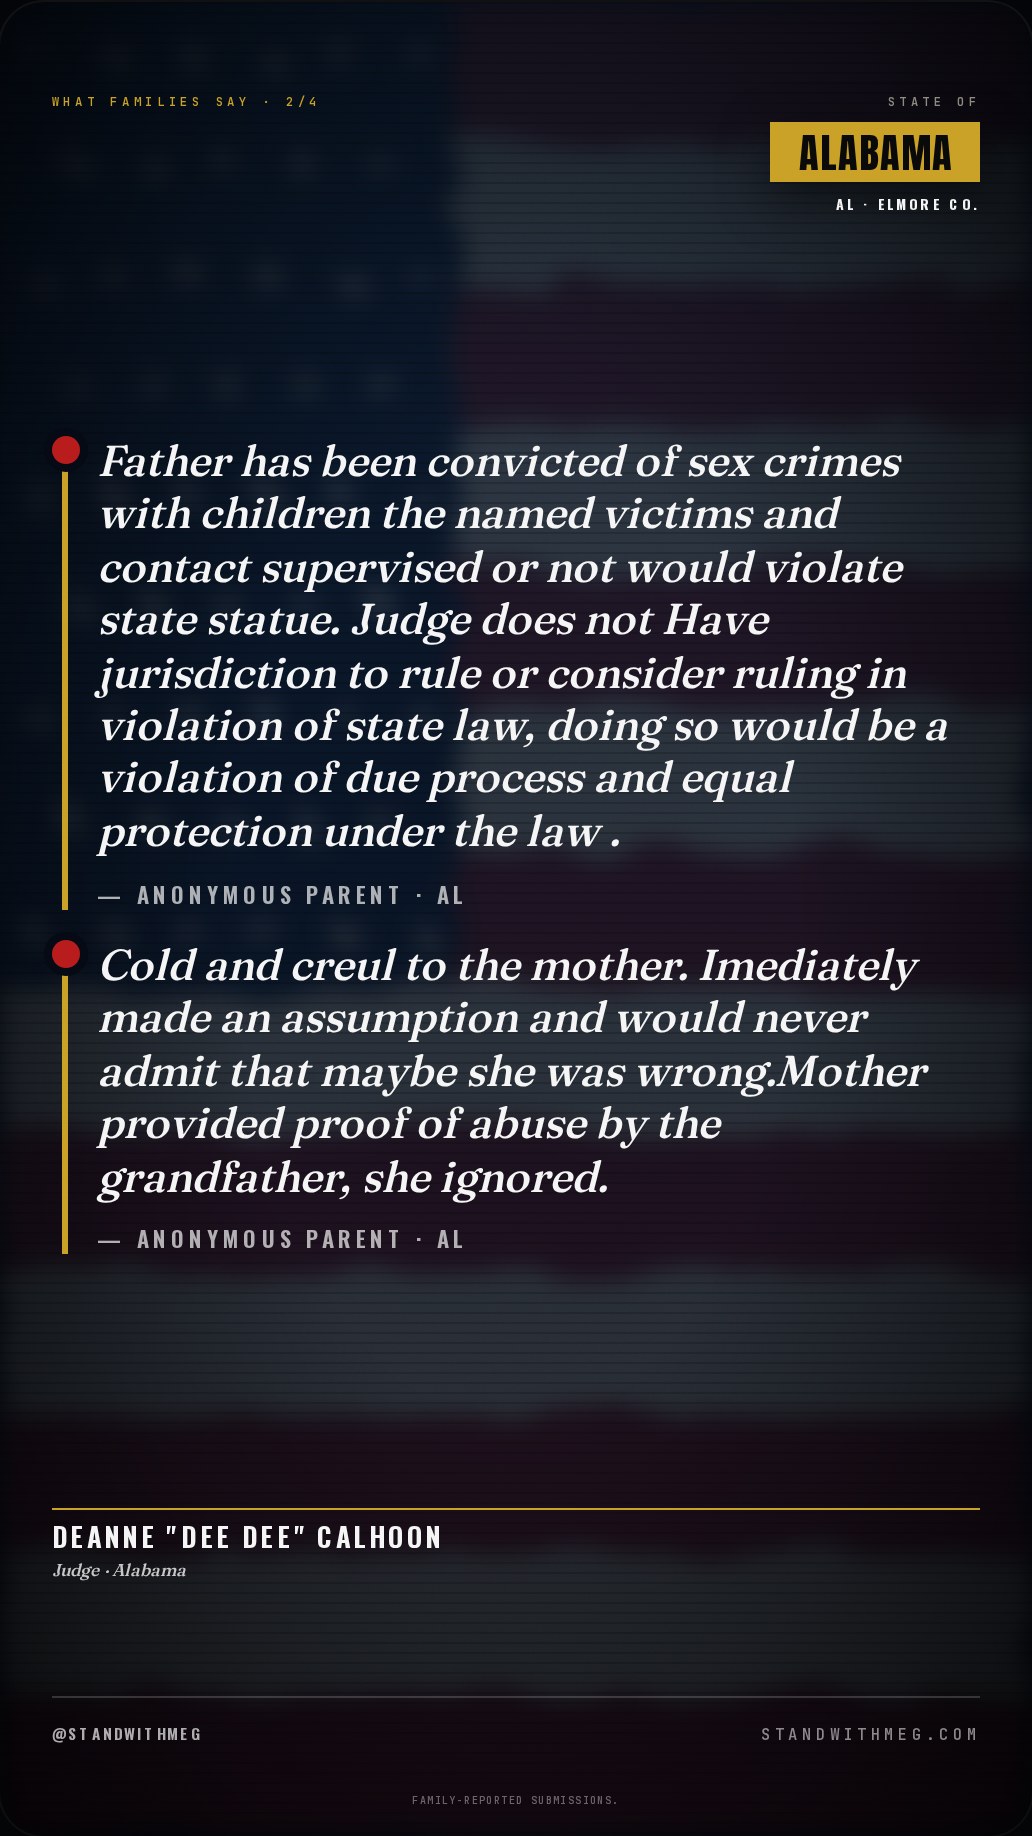 WHAT FAMILIES SAY · 2/4
STATE OF
ALABAMA
AL · ELMORE CO.
Father has been convicted of sex crimes
with children the named victims and
contact supervised or not would violate
state statue. Judge does not Have
jurisdiction to rule or consider ruling in
violation of state law, doing so would be a
violation of due process and equal
protection under the law .
— ANONYMOUS PARENT · AL
Cold and creul to the mother. Imediately
made an assumption and would never
admit that maybe she was wrong.Mother
provided proof of abuse by the
grandfather, she ignored.
— ANONYMOUS PARENT · AL
DEANNE "DEE DEE" CALHOON
Judge · Alabama
@STANDWITHMEG
STANDWITHMEG.COM
FAMILY-REPORTED SUBMISSIONS.